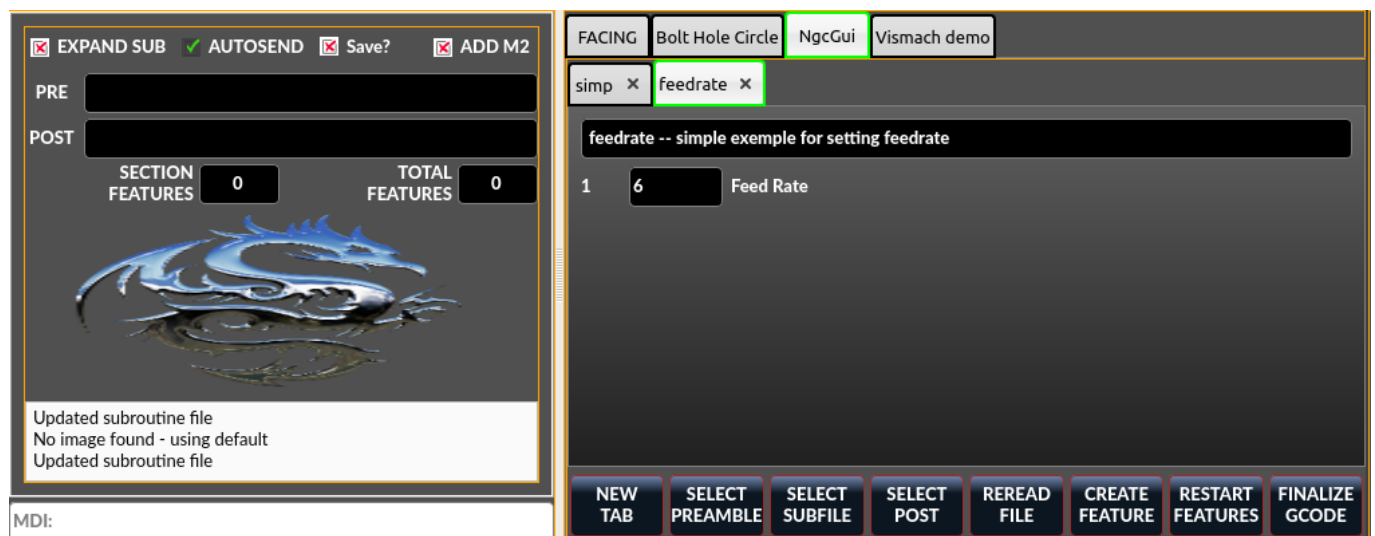 EXPAND SUB AUTOSEND Save? ADD M2
PRE
POST
SECTION FEATURES 0 TOTAL FEATURES 0
Updated subroutine file
No image found - using default
Updated subroutine file
MDI:
FACING Bolt Hole Circle NgcGui Vismach demo
simp feedrate
feedrate -- simple exemple for setting feedrate
1 6 Feed Rate
NEW TAB SELECT PREAMBLE SELECT SUBFILE SELECT POST REREAD FILE CREATE FEATURE RESTART FEATURES FINALIZE GCODE